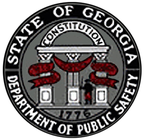 STATE OF GEORGIA
CONSTITUTION
1776
DEPARTMENT OF PUBLIC SAFETY